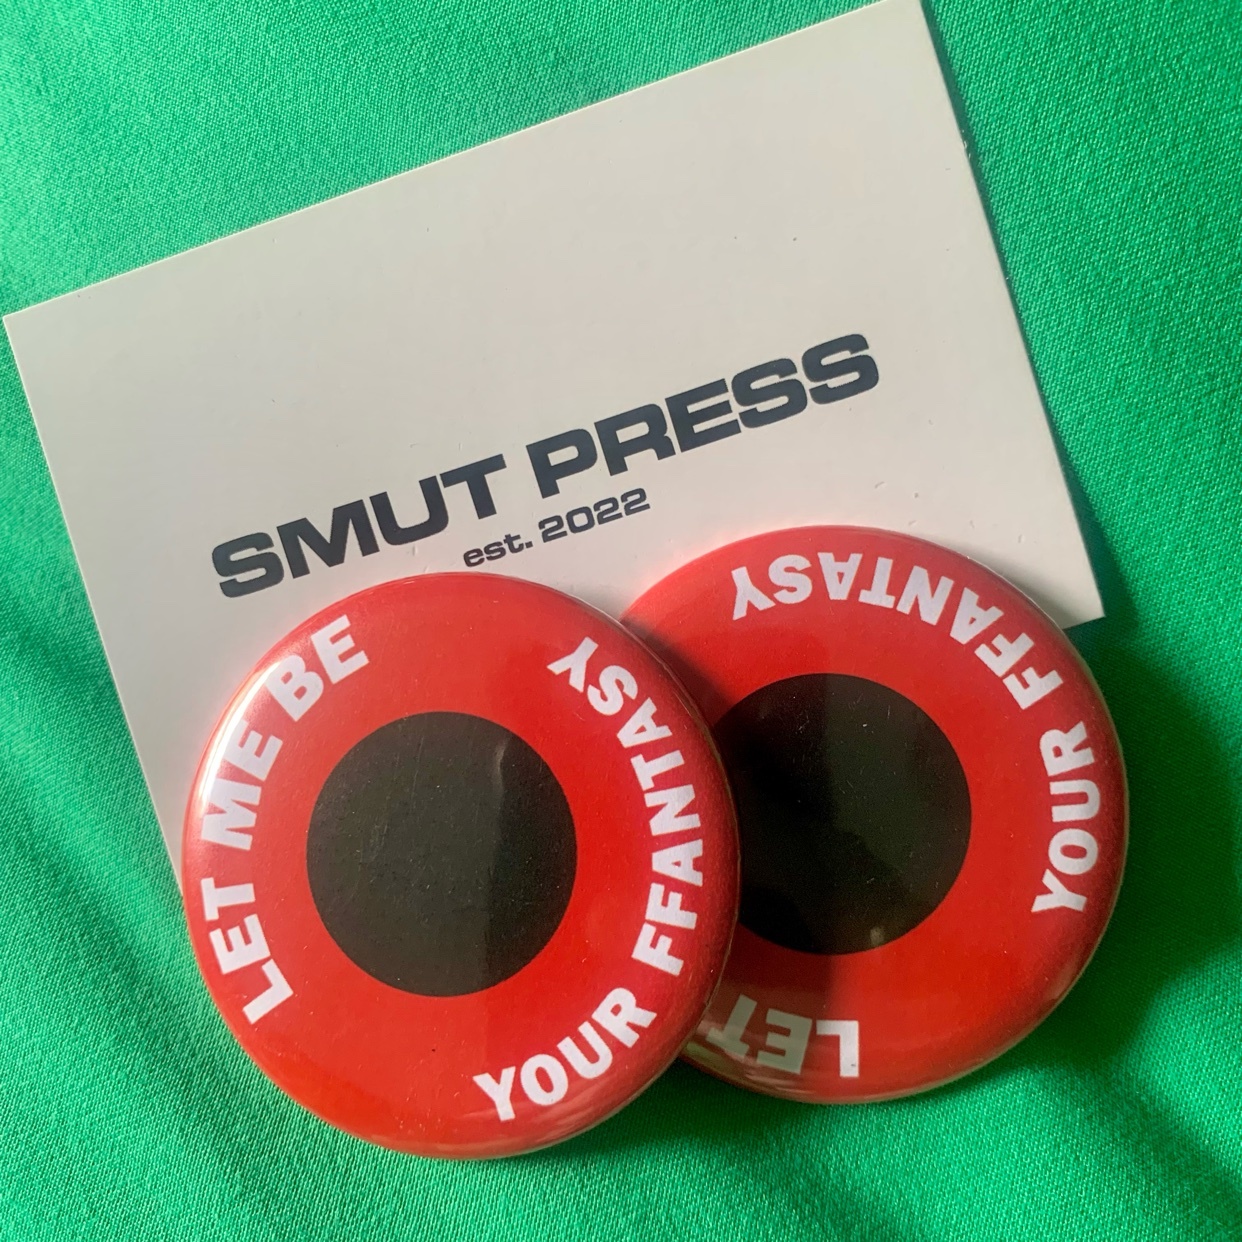 SMUT PRESS
est. 2022
LET ME BE
YOUR FFANTASY
LET
YOUR FFANTASY